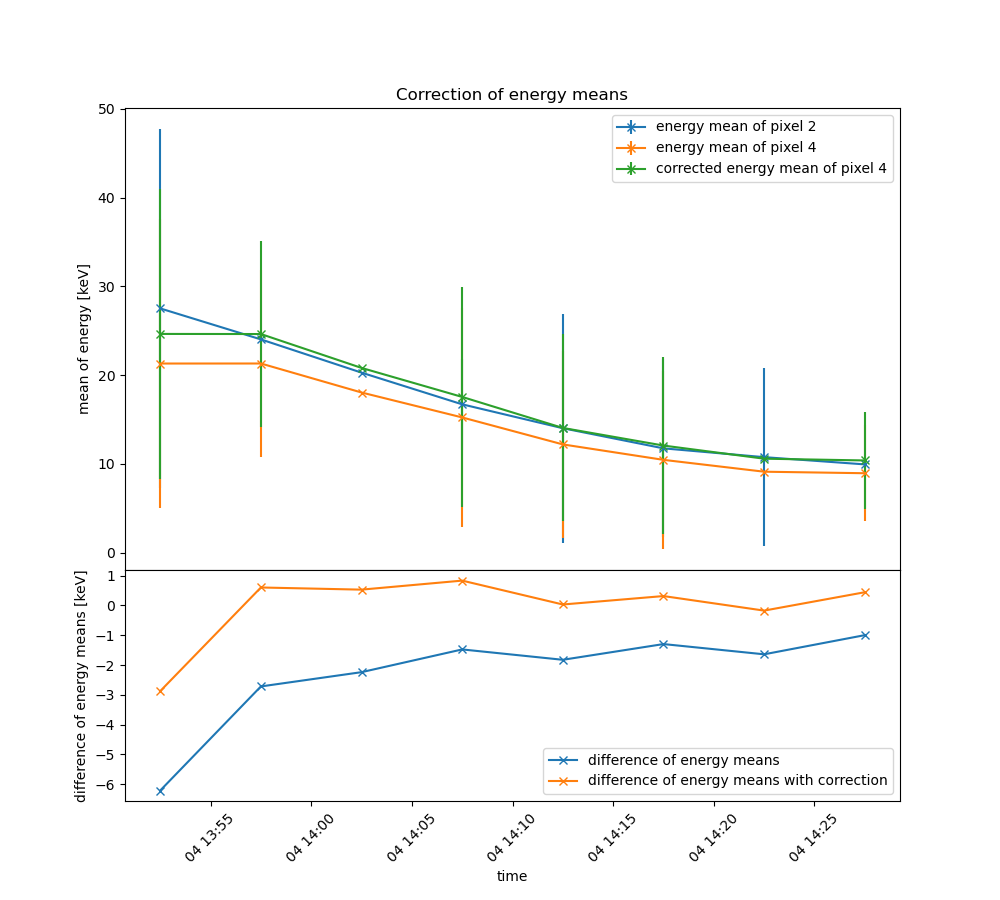 Correction of energy means
energy mean of pixel 2
energy mean of pixel 4
corrected energy mean of pixel 4
mean of energy [keV]
50
40
30
20
10
0
difference of energy means [keV]
1
0
−1
−2
−3
−4
−5
−6
difference of energy means
difference of energy means with correction
04 13:55
04 14:00
04 14:05
04 14:10
04 14:15
04 14:20
04 14:25
time